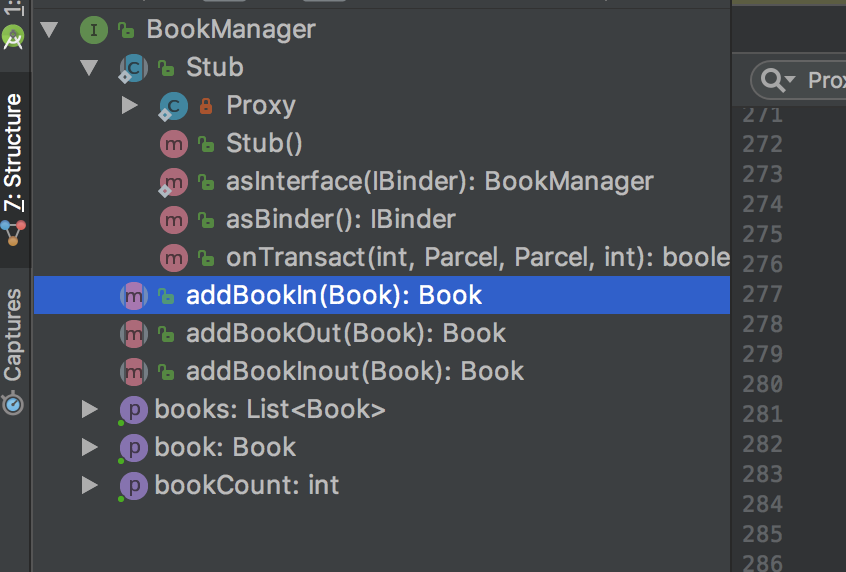 BookManager
Stub
Proxy
Stub()
asInterface(IBinder): BookManager
asBinder(): IBinder
onTransact(int, Parcel, Parcel, int): boole
addBookIn(Book): Book
addBookOut(Book): Book
addBookInout(Book): Book
books: List<Book>
book: Book
bookCount: int
1:
7: Structure
Captures
Prox
271
272
273
274
275
276
277
278
279
280
281
282
283
284
285
286